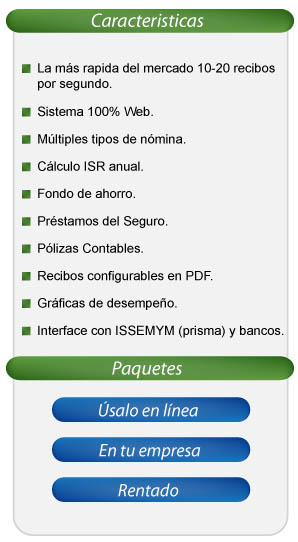 Caracteristicas
La más rapida del mercado 10-20 recibos
por segundo.
Sistema 100% Web.
Múltiples tipos de nómina.
Cálculo ISR anual.
Fondo de ahorro.
Préstamos del Seguro.
Pólizas Contables.
Recibos configurables en PDF.
Gráficas de desempeño.
Interface con ISSEMYM (prisma) y bancos.
Paquetes
Úsalo en línea
En tu empresa
Rentado